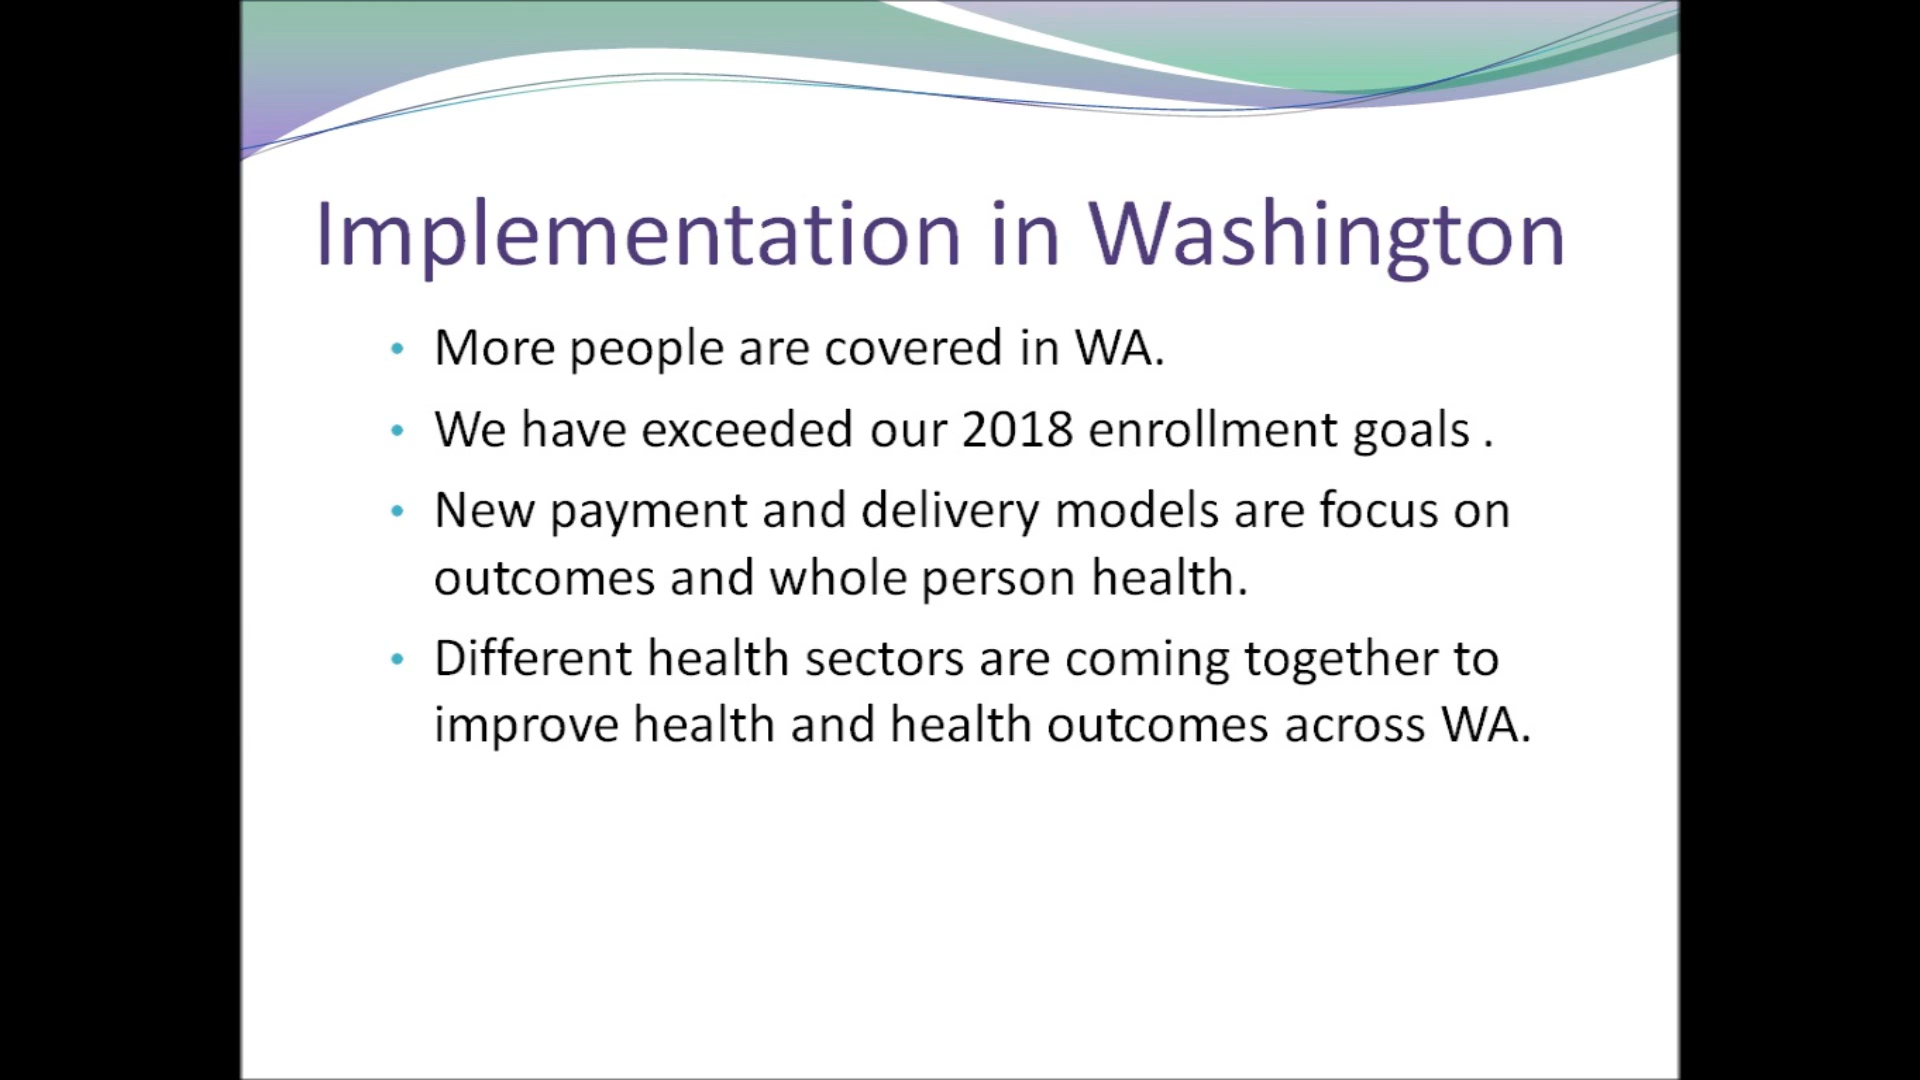 Implementation in Washington
• More people are covered in WA.
• We have exceeded our 2018 enrollment goals .
• New payment and delivery models are focus on
outcomes and whole person health.
• Different health sectors are coming together to
improve health and health outcomes across WA.